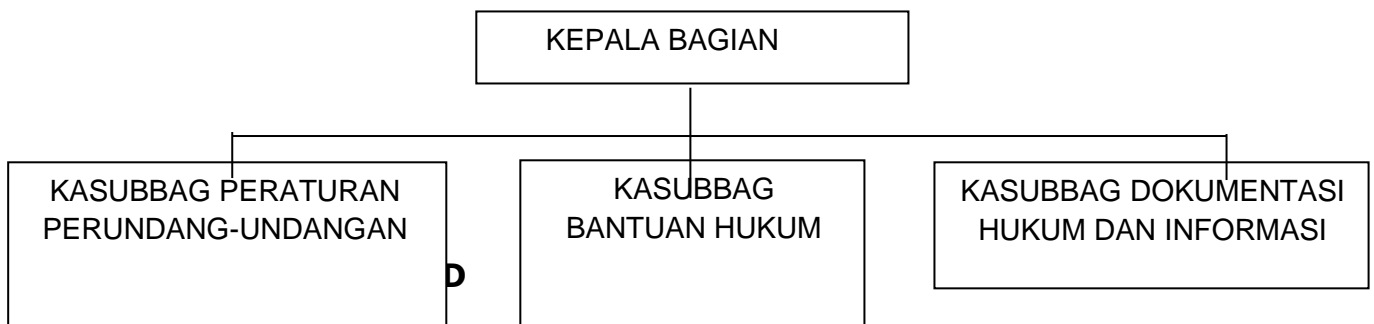 KEPALA BAGIAN
KASUBBAG PERATURAN
PERUNDANG-UNDANGAN
KASUBBAG
BANTUAN HUKUM
KASUBBAG DOKUMENTASI
HUKUM DAN INFORMASI
D